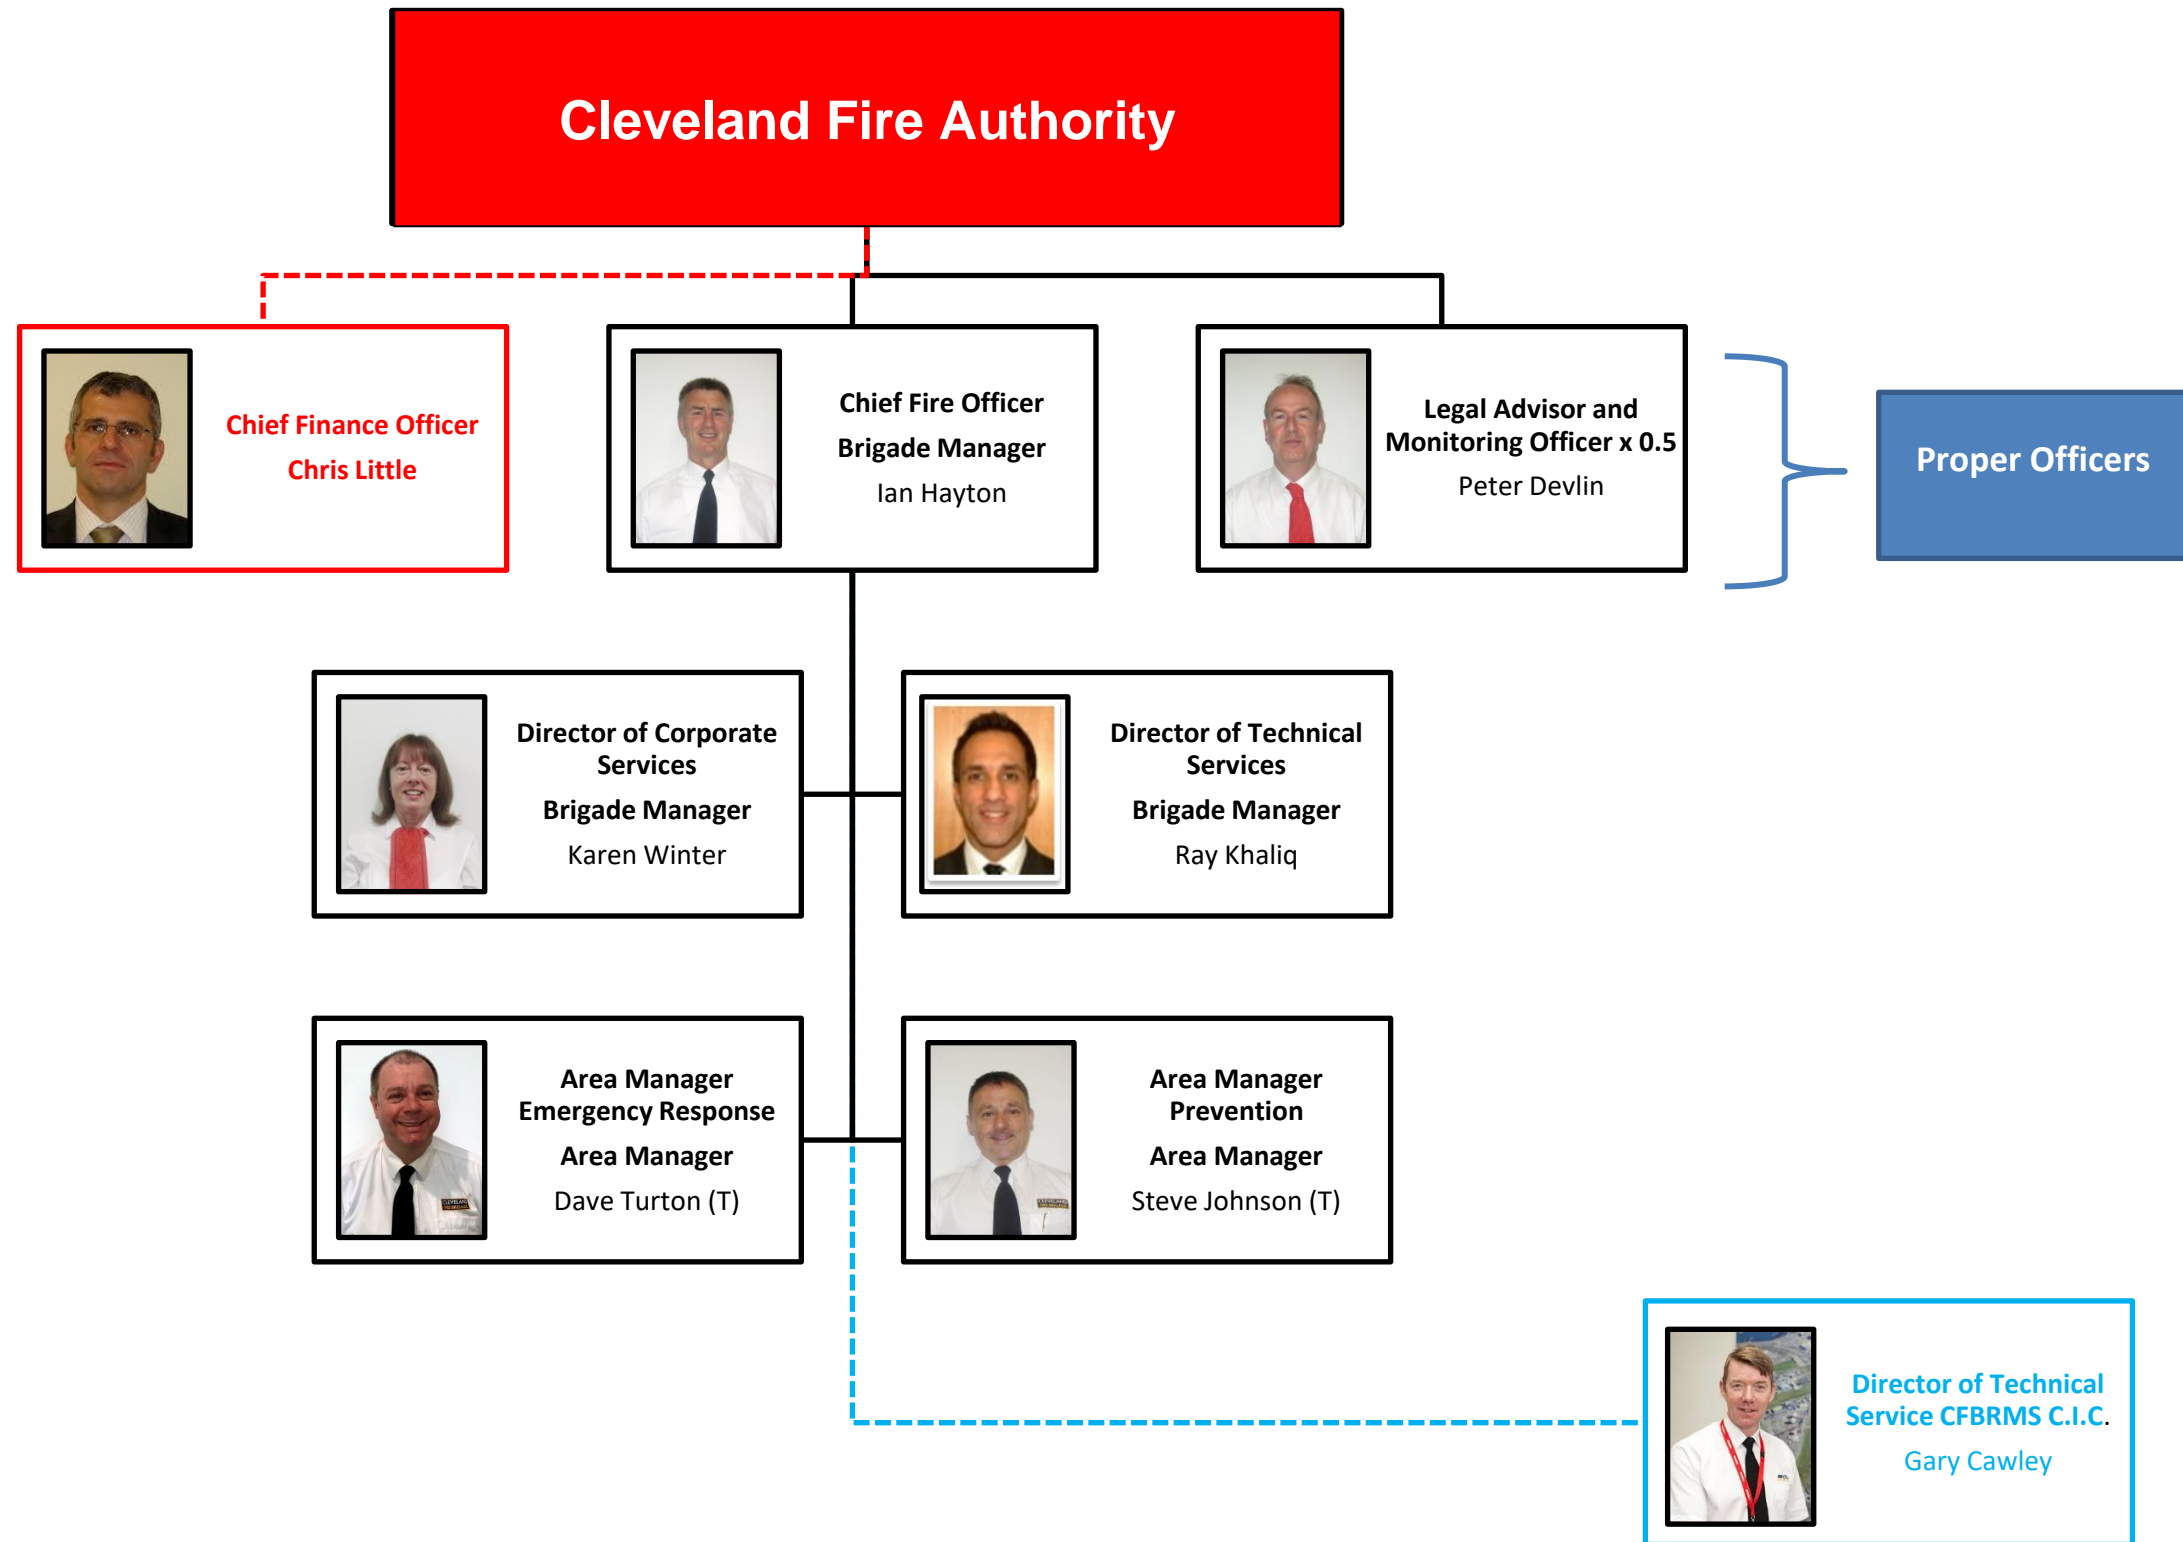 Cleveland Fire Authority
Chief Finance Officer
Chris Little
Chief Fire Officer
Brigade Manager
Ian Hayton
Legal Advisor and
Monitoring Officer x 0.5
Peter Devlin
Proper Officers
Director of Corporate
Services
Brigade Manager
Karen Winter
Director of Technical
Services
Brigade Manager
Ray Khaliq
Area Manager
Emergency Response
Area Manager
Dave Turton (T)
Area Manager
Prevention
Area Manager
Steve Johnson (T)
Director of Technical
Service CFBRMS C.I.C.
Gary Cawley